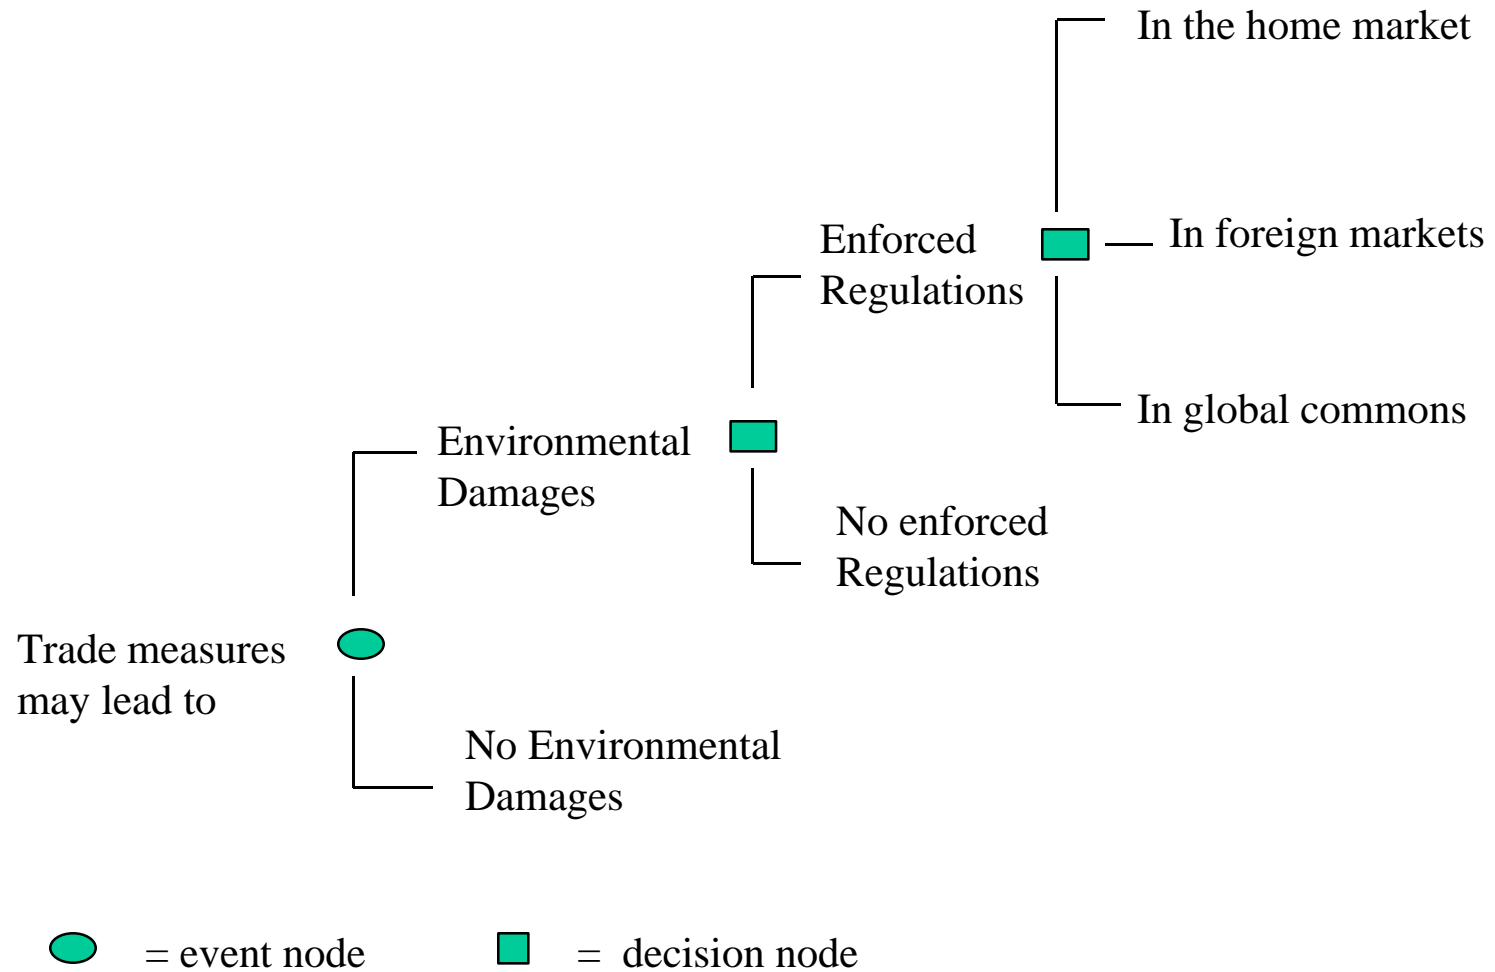 In the home market
Enforced
Regulations
In foreign markets
In global commons
Environmental
Damages
No enforced
Regulations
Trade measures
may lead to
No Environmental
Damages
= event node
= decision node